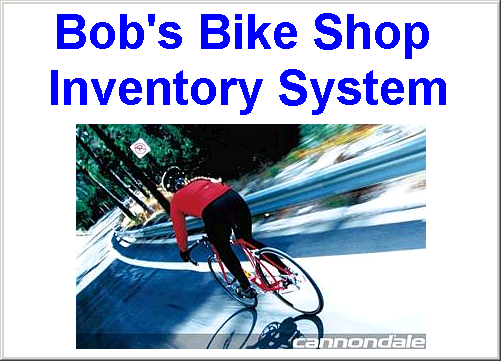 Bob's Bike Shop
Inventory System
cannondale